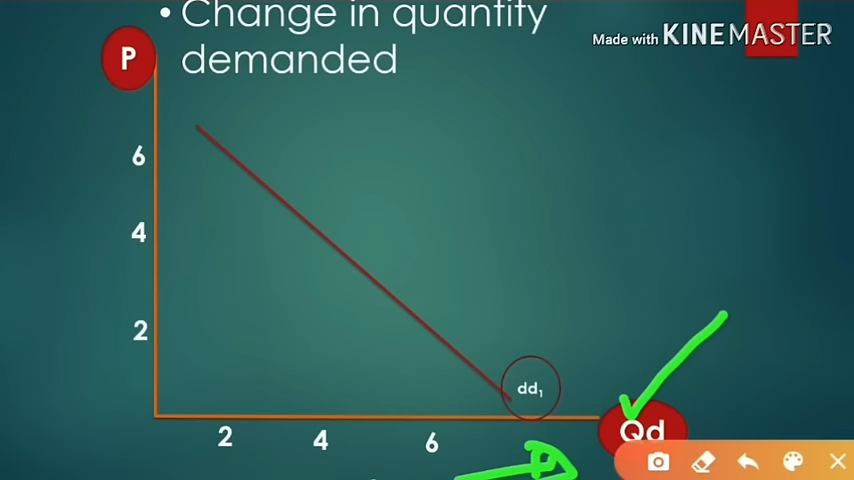 • Change in quantity
demanded
Made with KINEMASTER
P
6
4
2
dd₁
2
4
6
Qd